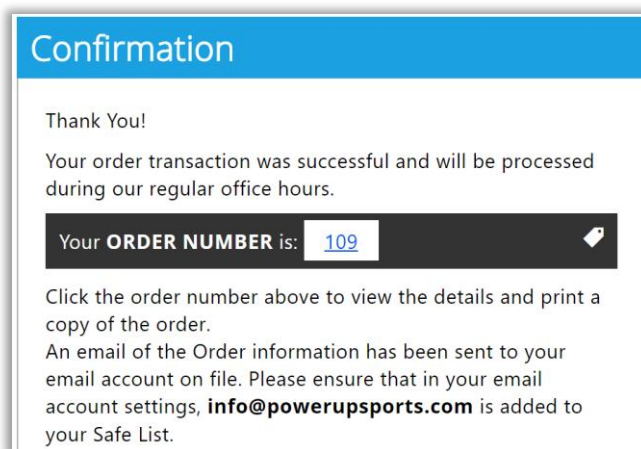 Confirmation
Thank You!
Your order transaction was successful and will be processed
during our regular office hours.
Your ORDER NUMBER is: 109
Click the order number above to view the details and print a
copy of the order.
An email of the Order information has been sent to your
email account on file. Please ensure that in your email
account settings, info@powerupsports.com is added to
your Safe List.